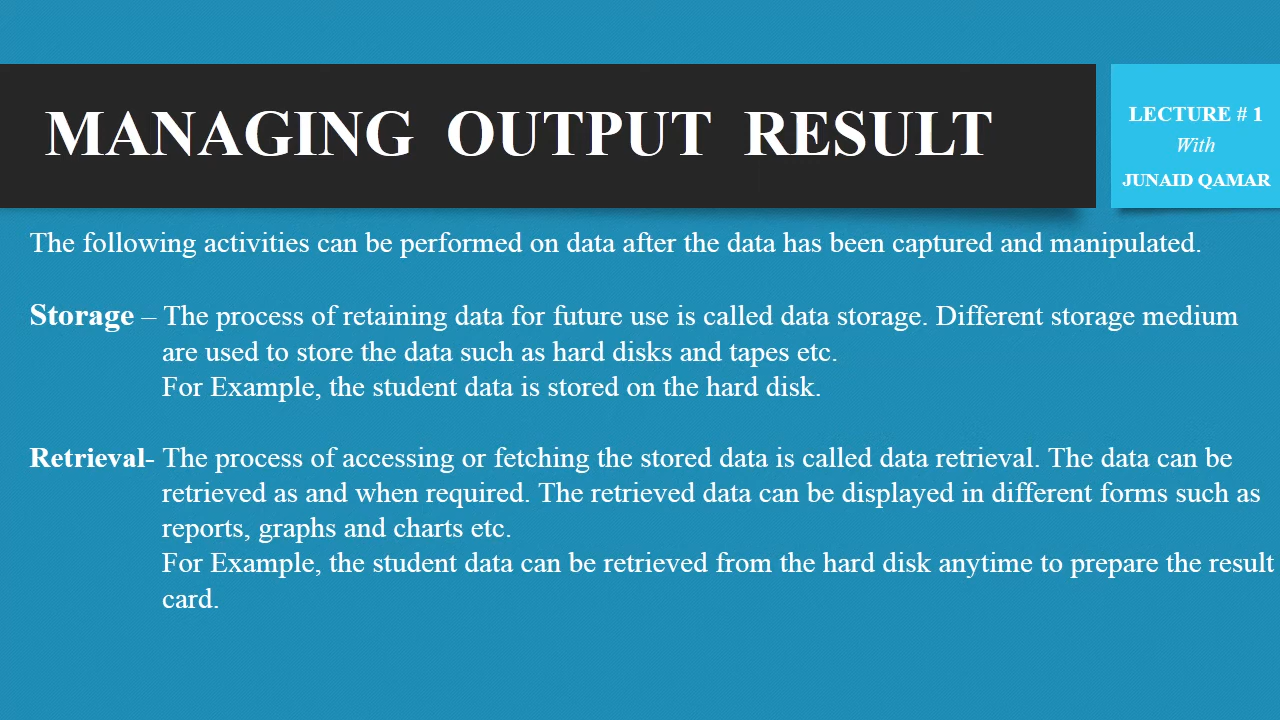 MANAGING OUTPUT RESULT
LECTURE # 1
With
JUNAID QAMAR
The following activities can be performed on data after the data has been captured and manipulated.
Storage – The process of retaining data for future use is called data storage. Different storage medium
are used to store the data such as hard disks and tapes etc.
For Example, the student data is stored on the hard disk.
Retrieval- The process of accessing or fetching the stored data is called data retrieval. The data can be
retrieved as and when required. The retrieved data can be displayed in different forms such as
reports, graphs and charts etc.
For Example, the student data can be retrieved from the hard disk anytime to prepare the result
card.